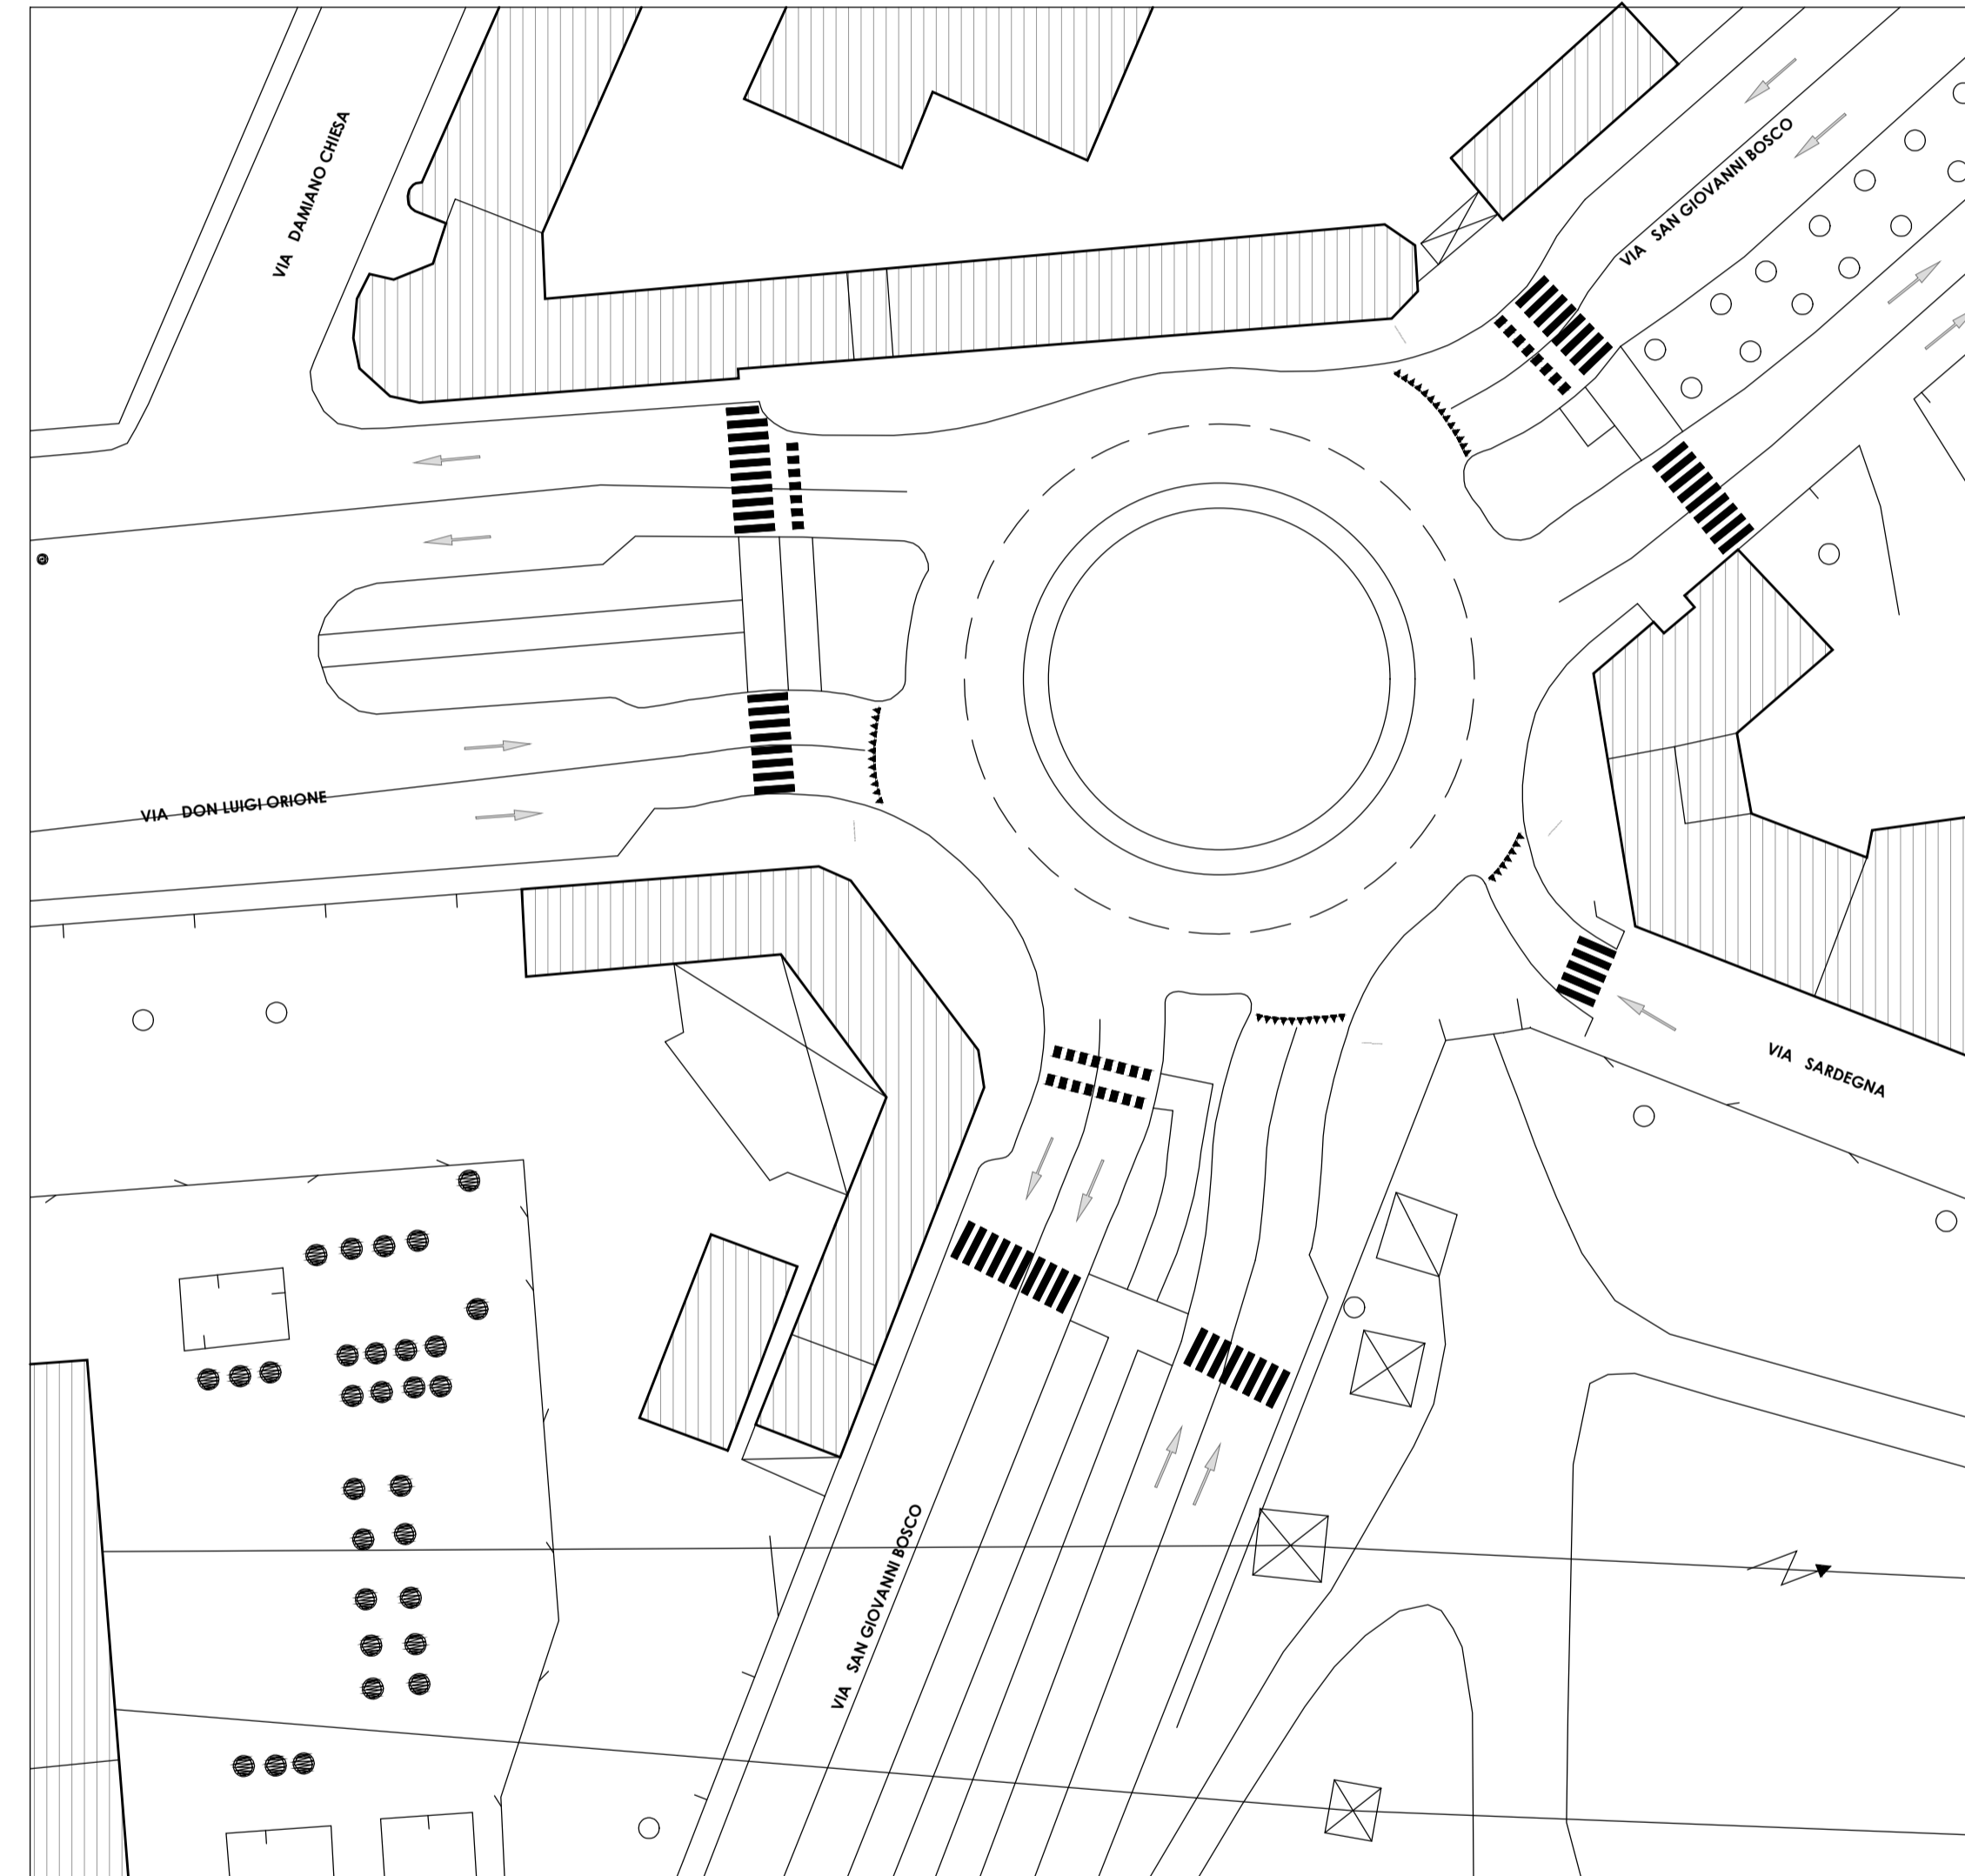 VIA DAMIANO CHIESA
VIA SAN GIOVANNI BOSCO
VIA DON LUIGI ORIONE
VIA SARDEGNA
VIA SAN GIOVANNI BOSCO